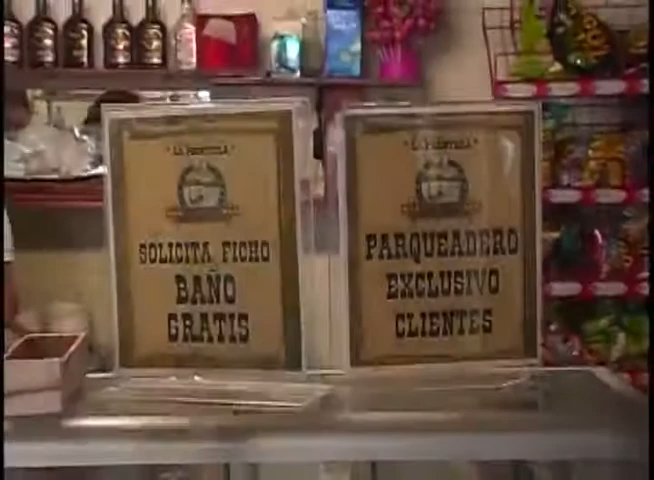 SOLICITA FICHO
BAÑO
GRATIS
PARQUEADERO
EXCLUSIVO
CLIENTES